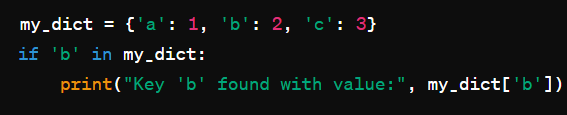 my_dict = {'a': 1, 'b': 2, 'c': 3}
if 'b' in my_dict:
    print("Key 'b' found with value:", my_dict['b'])